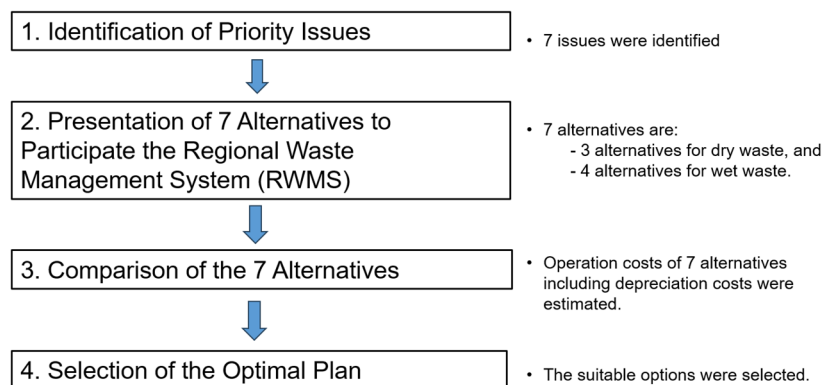 1. Identification of Priority Issues
• 7 issues were identified
2. Presentation of 7 Alternatives to
Participate the Regional Waste
Management System (RWMS)
• 7 alternatives are:
- 3 alternatives for dry waste, and
- 4 alternatives for wet waste.
3. Comparison of the 7 Alternatives
• Operation costs of 7 alternatives
including depreciation costs were
estimated.
4. Selection of the Optimal Plan
• The suitable options were selected.